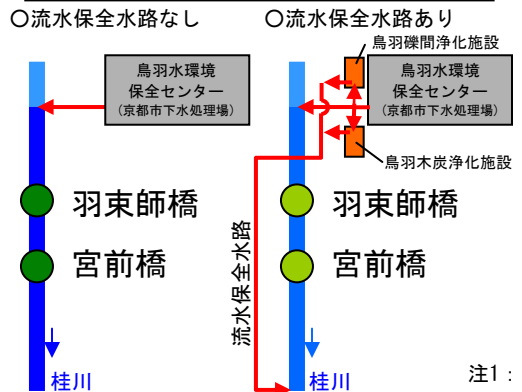 ○流水保全水路なし
鳥羽水環境
保全センター
(京都市下水処理場)
羽束師橋
宮前橋
桂川
○流水保全水路あり
鳥羽礫間浄化施設
鳥羽水環境
保全センター
(京都市下水処理場)
鳥羽木炭浄化施設
羽束師橋
宮前橋
流水保全水路
桂川
注1：